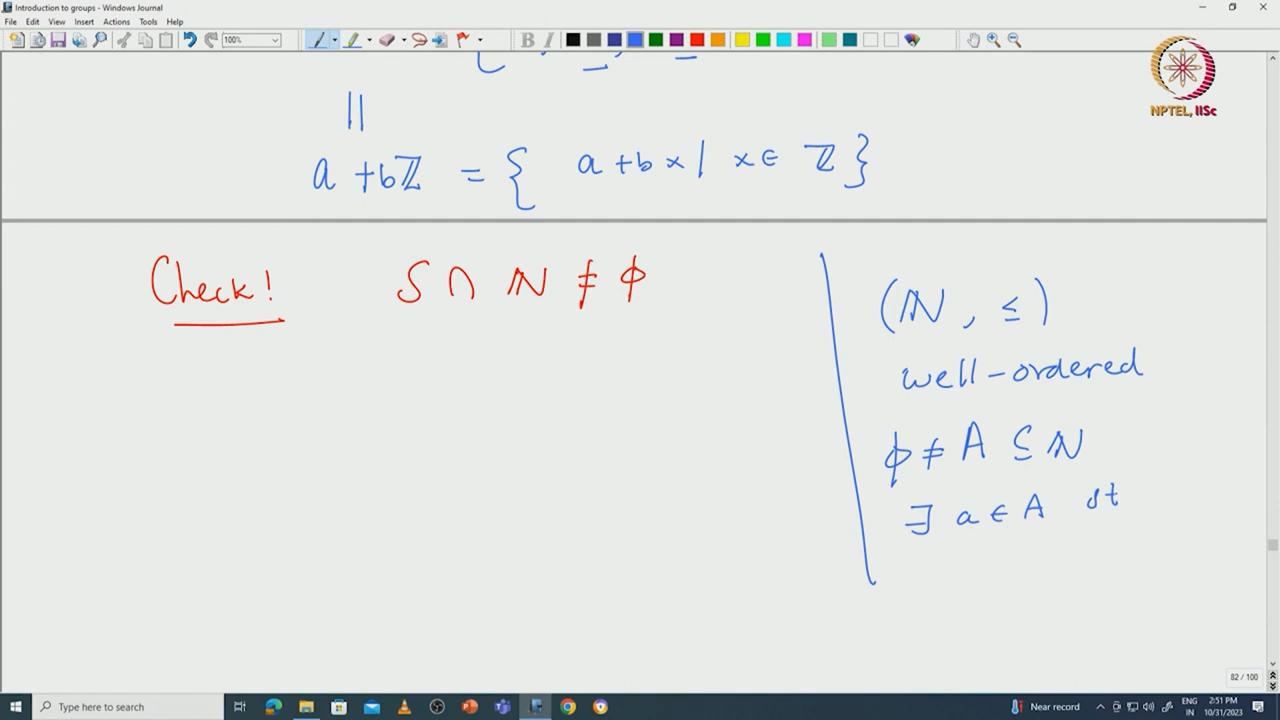 Introduction to groups - Windows Journal
File Edit View Insert Actions Tools Help
100%
NPTEL, IISc
||
a + bℤ = { a + b x | x ∈ ℤ }
Check! S ∩ ℕ ≠ ϕ
(ℕ, ≤)
well-ordered
ϕ ≠ A ⊆ ℕ
∃ a ∈ A st
82 / 100
Type here to search
Near record
ENG
IN
2:51 PM
10/31/2023